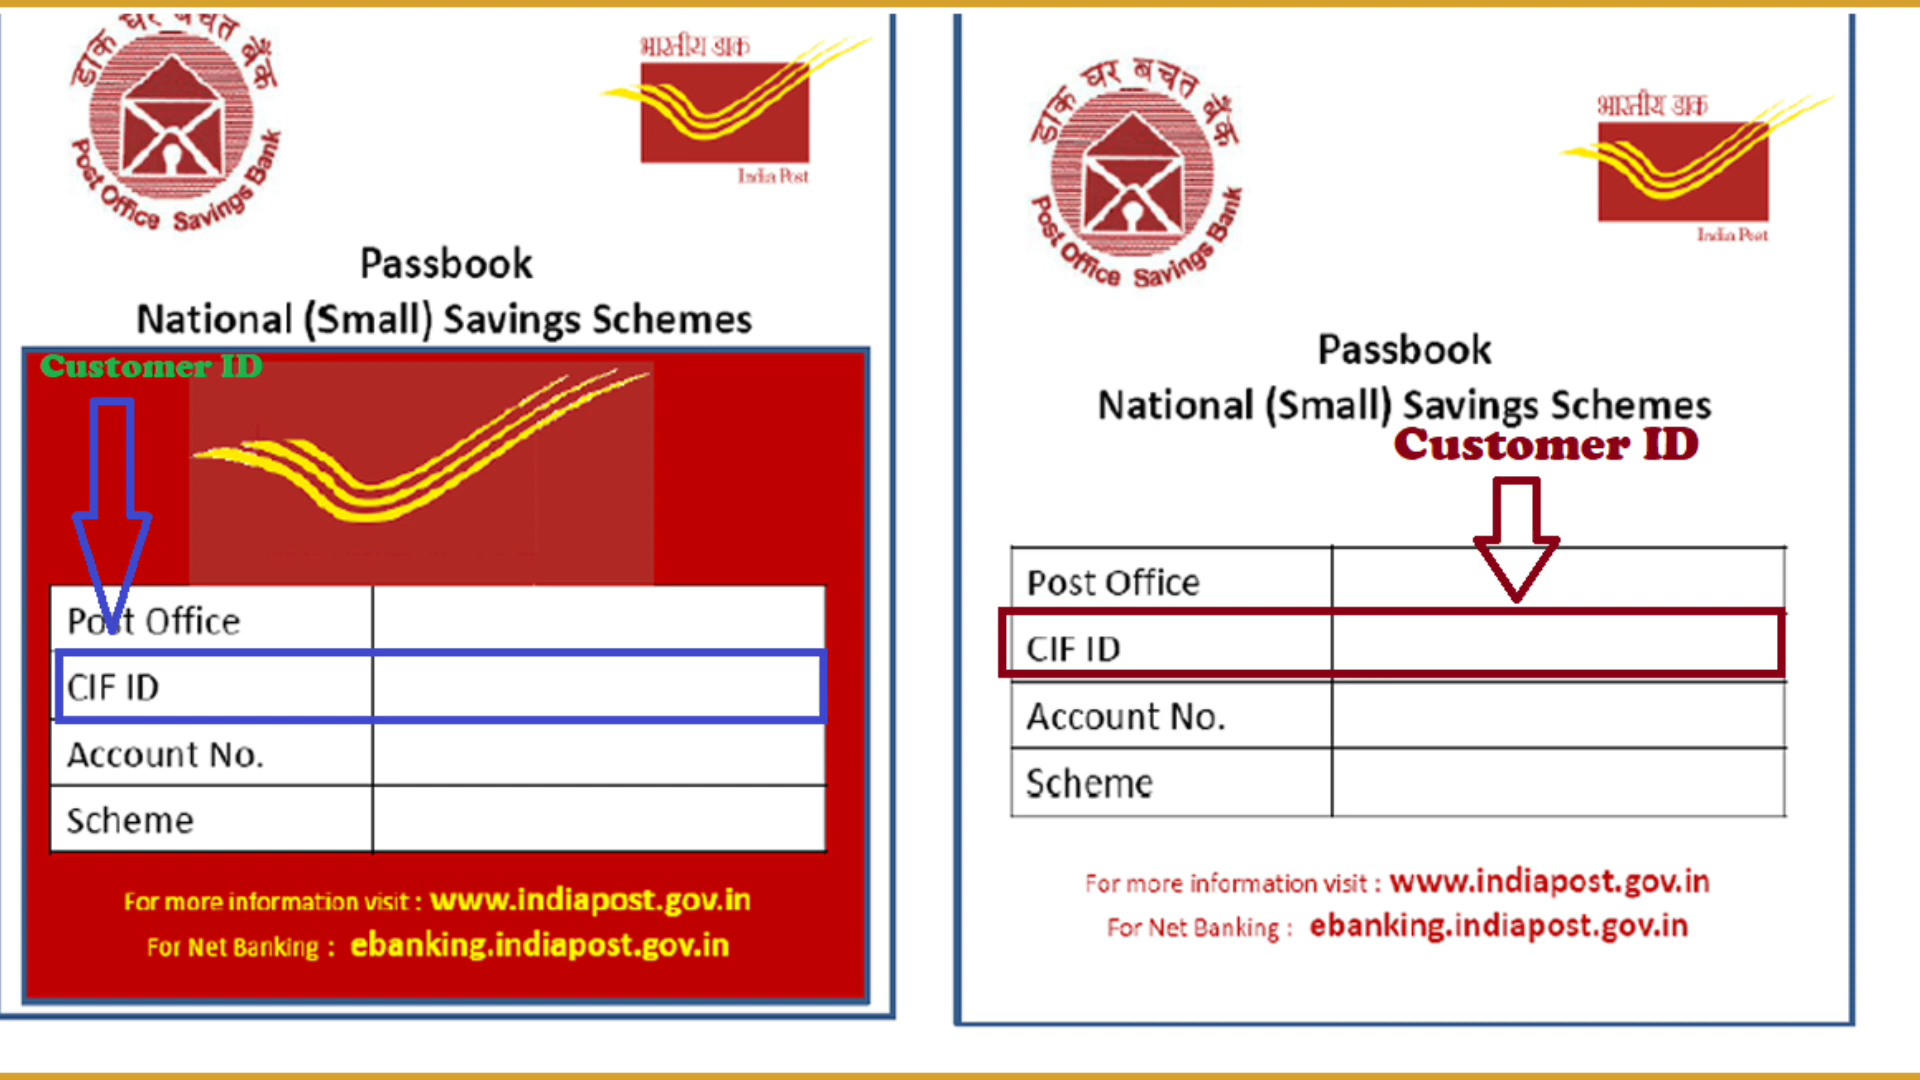 डाक घर बचत बैंक
Post Office Savings Bank
भारतीय डाक
India Post
Passbook
National (Small) Savings Schemes
Customer ID
Post Office
CIF ID
Account No.
Scheme
For more information visit : www.indiapost.gov.in
For Net Banking : ebanking.indiapost.gov.in
डाक घर बचत बैंक
Post Office Savings Bank
भारतीय डाक
India Post
Passbook
National (Small) Savings Schemes
Customer ID
Post Office
CIF ID
Account No.
Scheme
For more information visit : www.indiapost.gov.in
For Net Banking : ebanking.indiapost.gov.in